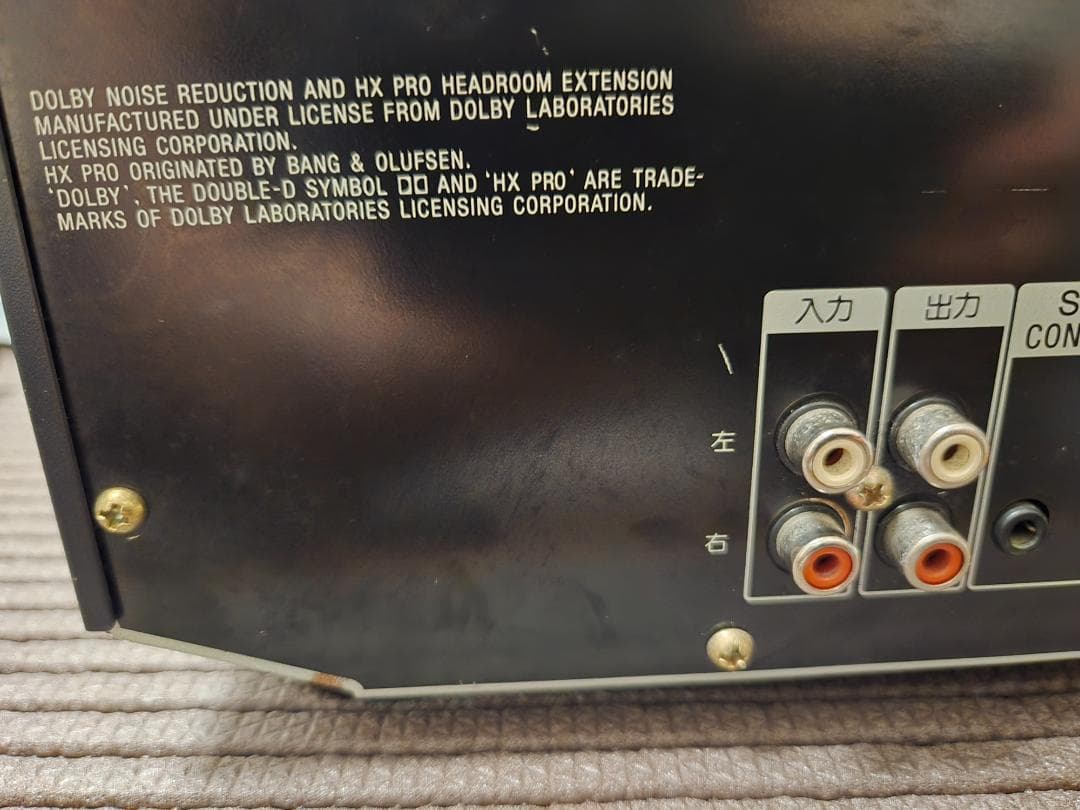 DOLBY NOISE REDUCTION AND HX PRO HEADROOM EXTENSION
MANUFACTURED UNDER LICENSE FROM DOLBY LABORATORIES
LICENSING CORPORATION.
HX PRO ORIGINATED BY BANG & OLUFSEN.
'DOLBY', THE DOUBLE-D SYMBOL AND 'HX PRO' ARE TRADE-
MARKS OF DOLBY LABORATORIES LICENSING CORPORATION.
入力
出力
左
右